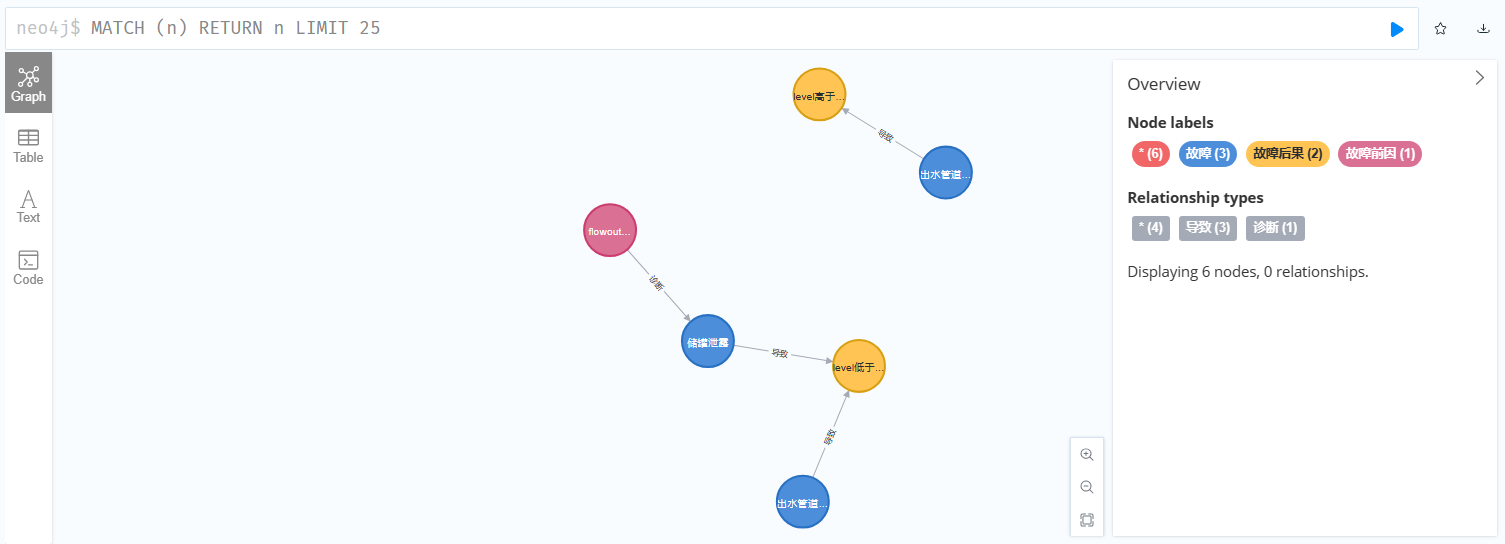 neo4j$ MATCH (n) RETURN n LIMIT 25
Graph
Table
Text
Code
level高于...
导致
出水管道...
flowout...
诊断
储罐泄露
导致
level低于...
导致
出水管道...
Overview
Node labels
* (6) 故障 (3) 故障后果 (2) 故障前因 (1)
Relationship types
* (4) 导致 (3) 诊断 (1)
Displaying 6 nodes, 0 relationships.